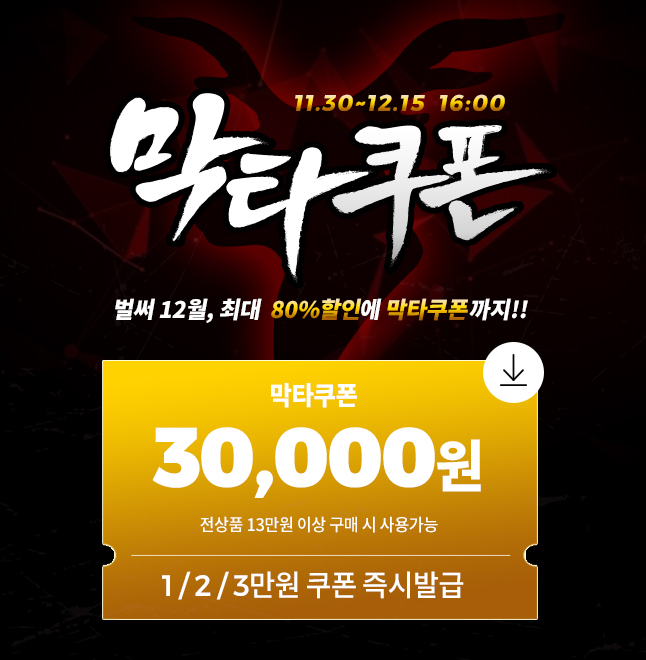 11.30~12.15 16:00
막타쿠폰
벌써 12월, 최대 80%할인에 막타쿠폰까지!!
막타쿠폰
30,000원
전상품 13만원 이상 구매 시 사용가능
1 / 2 / 3만원 쿠폰 즉시발급